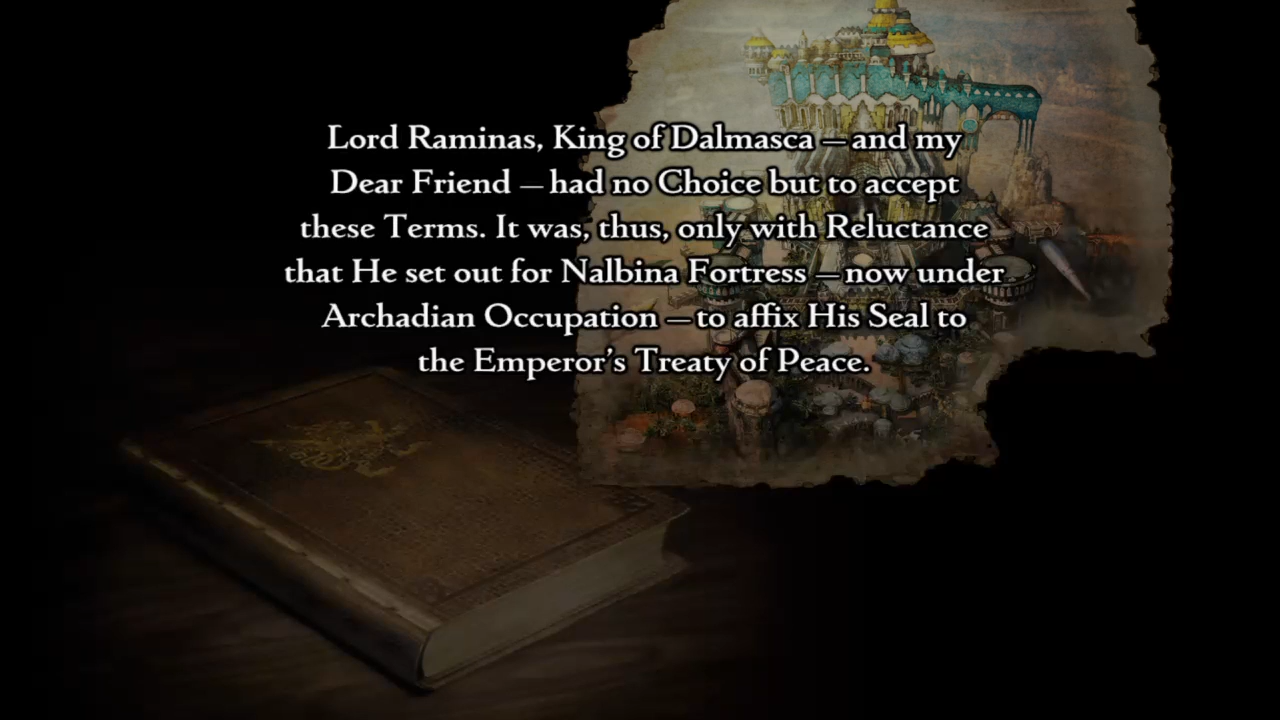 Lord Raminas, King of Dalmasca – and my
Dear Friend – had no Choice but to accept
these Terms. It was, thus, only with Reluctance
that He set out for Nalbina Fortress – now under
Archadian Occupation – to affix His Seal to
the Emperor’s Treaty of Peace.